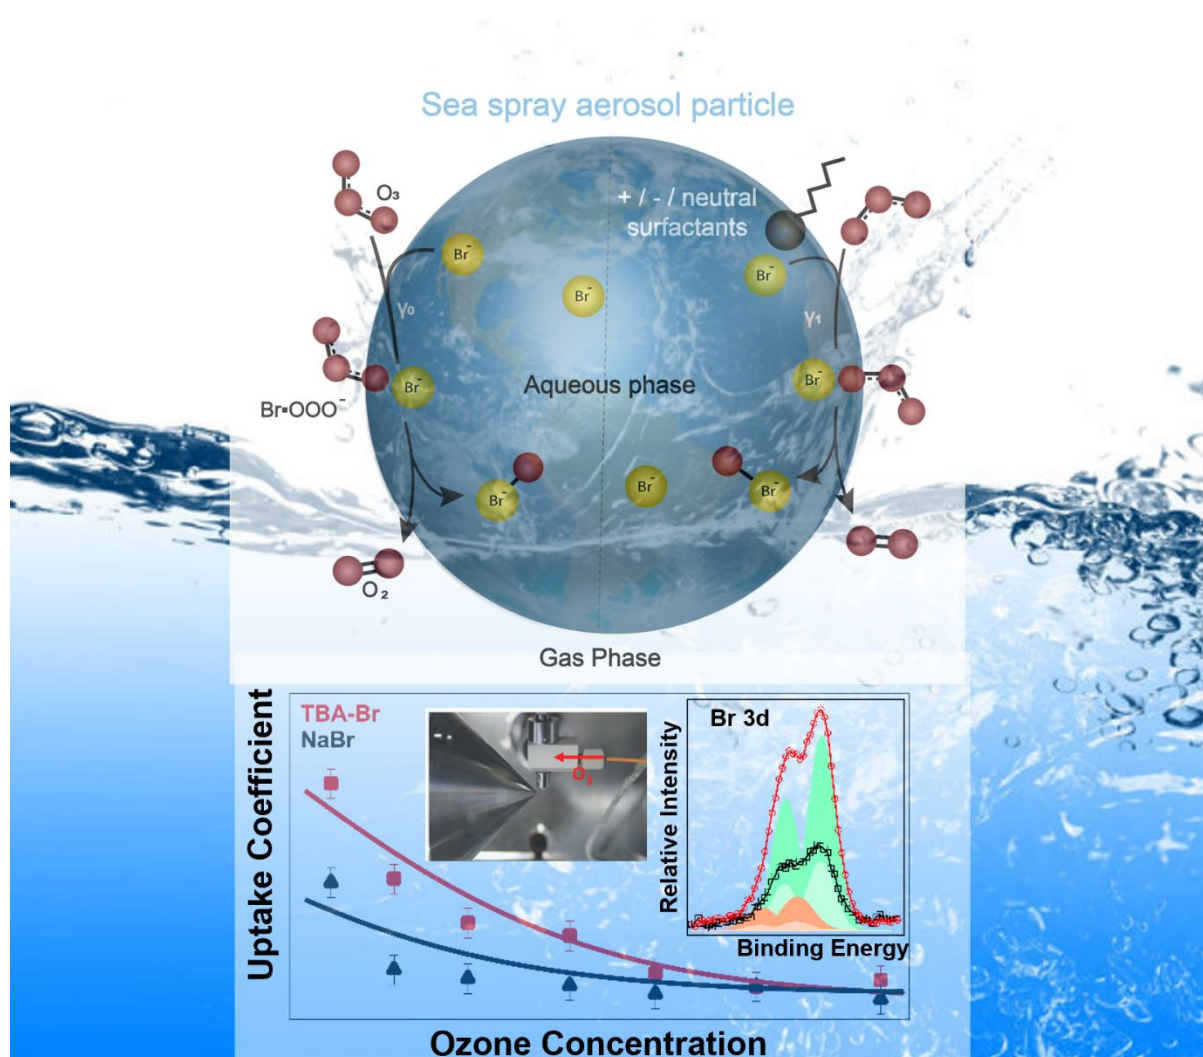 Sea spray aerosol particle
O₃
+ / - / neutral
surfactants
Br⁻
Br⁻
Br⁻
γ₀
γ₁
Aqueous phase
Br⁻
Br⁻
Br▪OOO⁻
Br⁻
Br⁻
Br⁻
O₂
Gas Phase
Uptake Coefficient
TBA-Br
NaBr
O₃
Br 3d
Relative Intensity
Binding Energy
Ozone Concentration